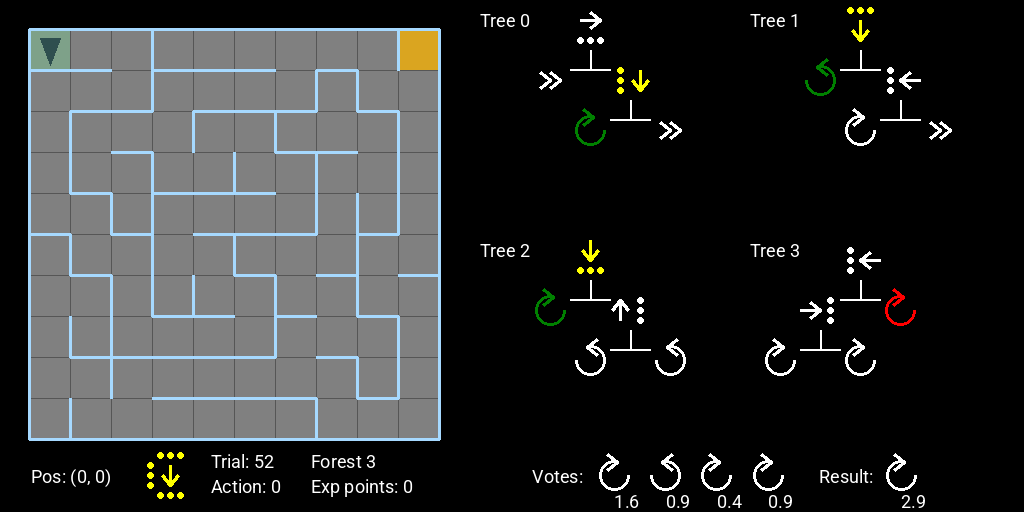 Tree 0
Tree 1
Tree 2
Tree 3
Pos: (0, 0)
Trial: 52
Forest 3
Action: 0
Exp points: 0
Votes:
1.6
0.9
0.4
0.9
Result:
2.9